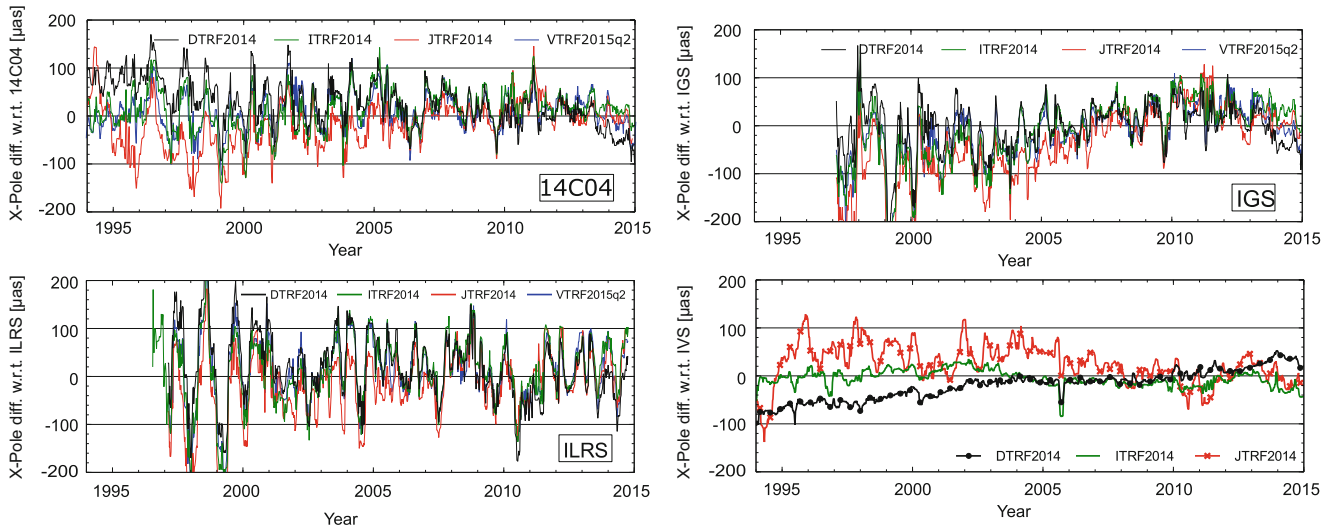 X-Pole diff. w.r.t. 14C04 [µas]
200
100
0
-100
-200
DTRF2014 ITRF2014 JTRF2014 VTRF2015q2
14C04
1995 2000 2005 2010 2015
Year
X-Pole diff. w.r.t. IGS [µas]
200
100
0
-100
-200
DTRF2014 ITRF2014 JTRF2014 VTRF2015q2
IGS
1995 2000 2005 2010 2015
Year
X-Pole diff. w.r.t. ILRS [µas]
200
100
0
-100
-200
DTRF2014 ITRF2014 JTRF2014 VTRF2015q2
ILRS
1995 2000 2005 2010 2015
Year
X-Pole diff. w.r.t. IVS [µas]
200
100
0
-100
-200
DTRF2014 ITRF2014 JTRF2014
1995 2000 2005 2010 2015
Year